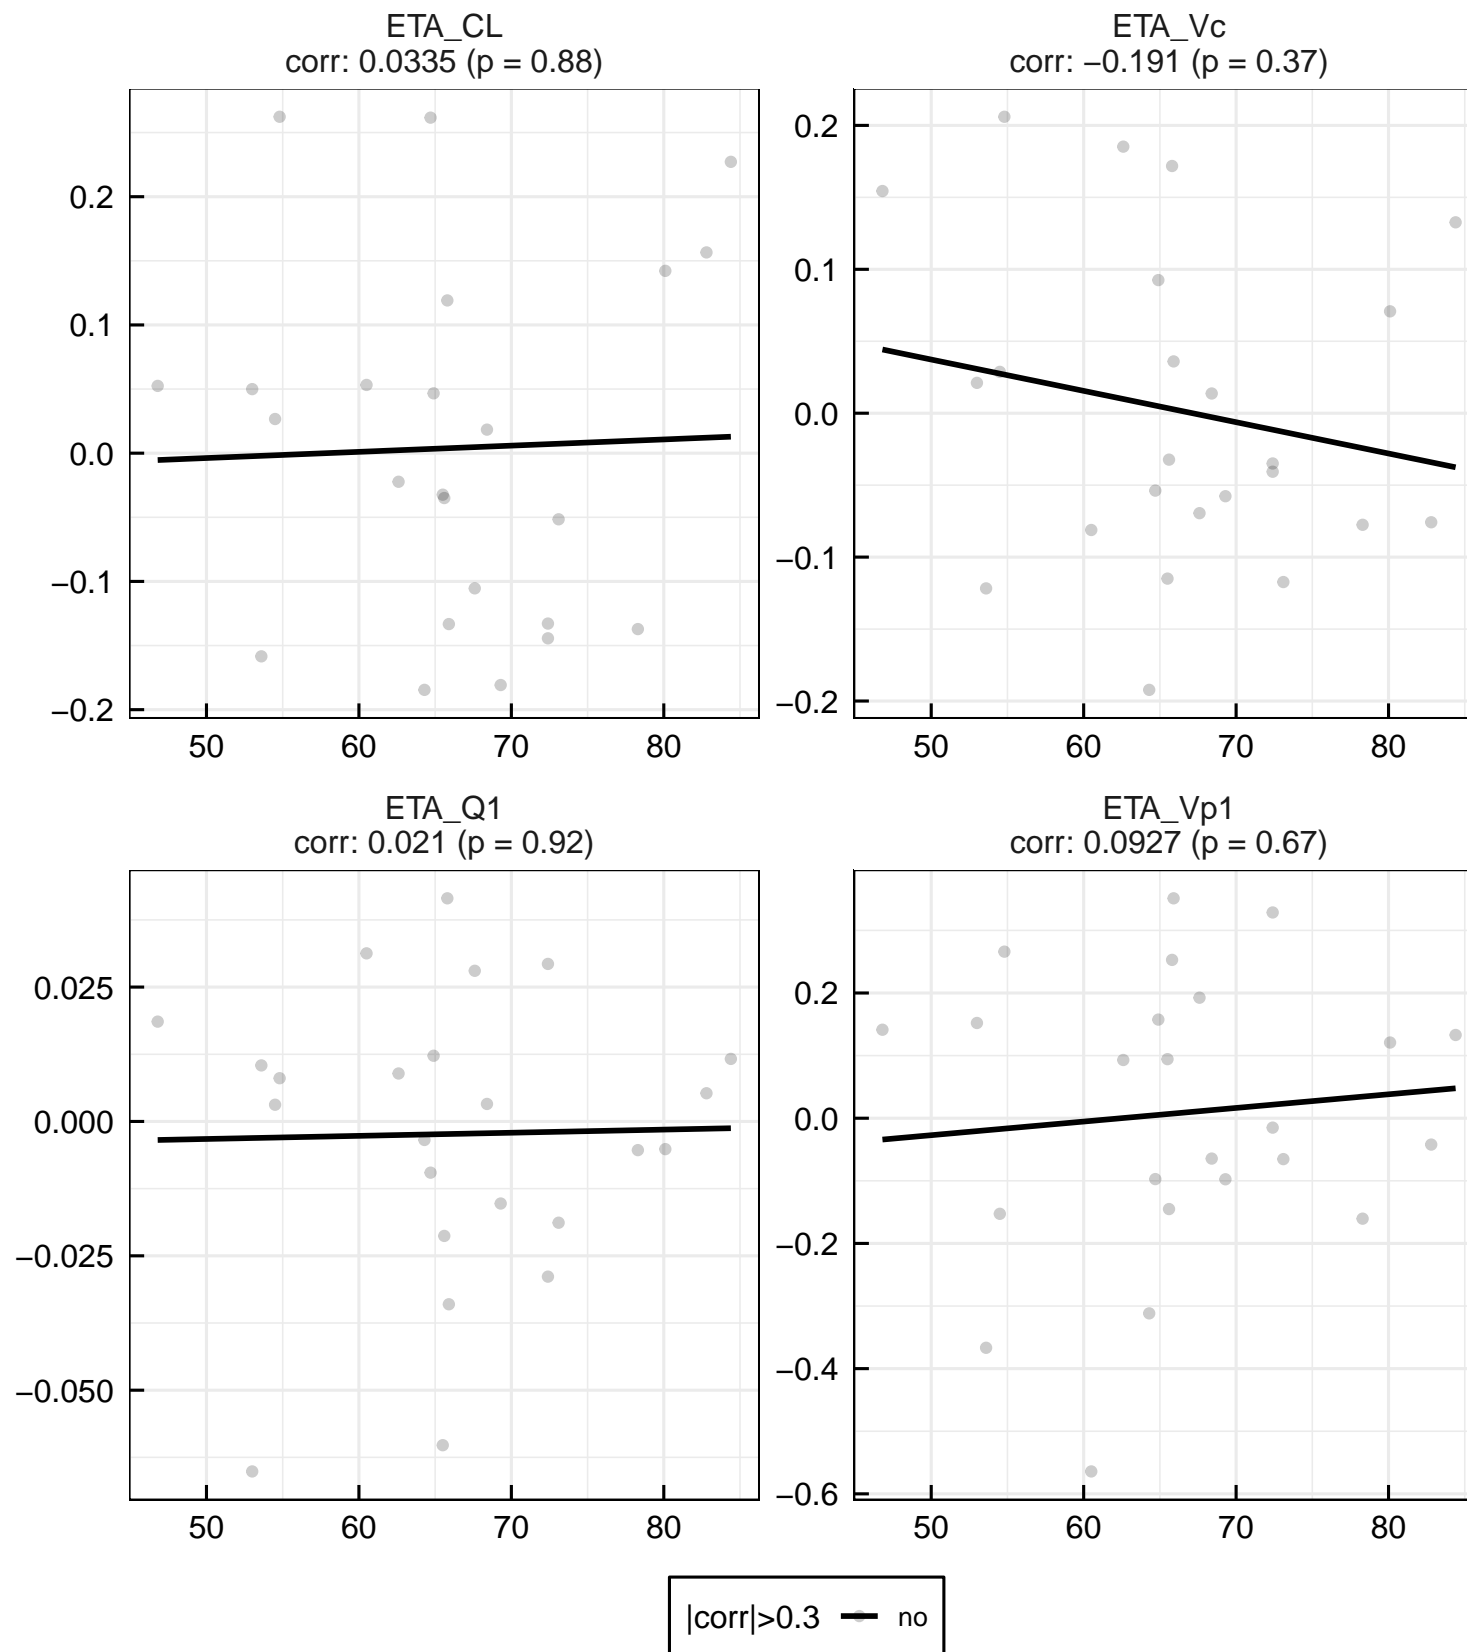 ETA_CL
corr: 0.0335 (p = 0.88)
0.2
0.1
0.0
−0.1
−0.2
50 60 70 80
ETA_Vc
corr: −0.191 (p = 0.37)
0.2
0.1
0.0
−0.1
−0.2
50 60 70 80
ETA_Q1
corr: 0.021 (p = 0.92)
0.025
0.000
−0.025
−0.050
50 60 70 80
ETA_Vp1
corr: 0.0927 (p = 0.67)
0.2
0.0
−0.2
−0.4
−0.6
50 60 70 80
|corr|>0.3 no